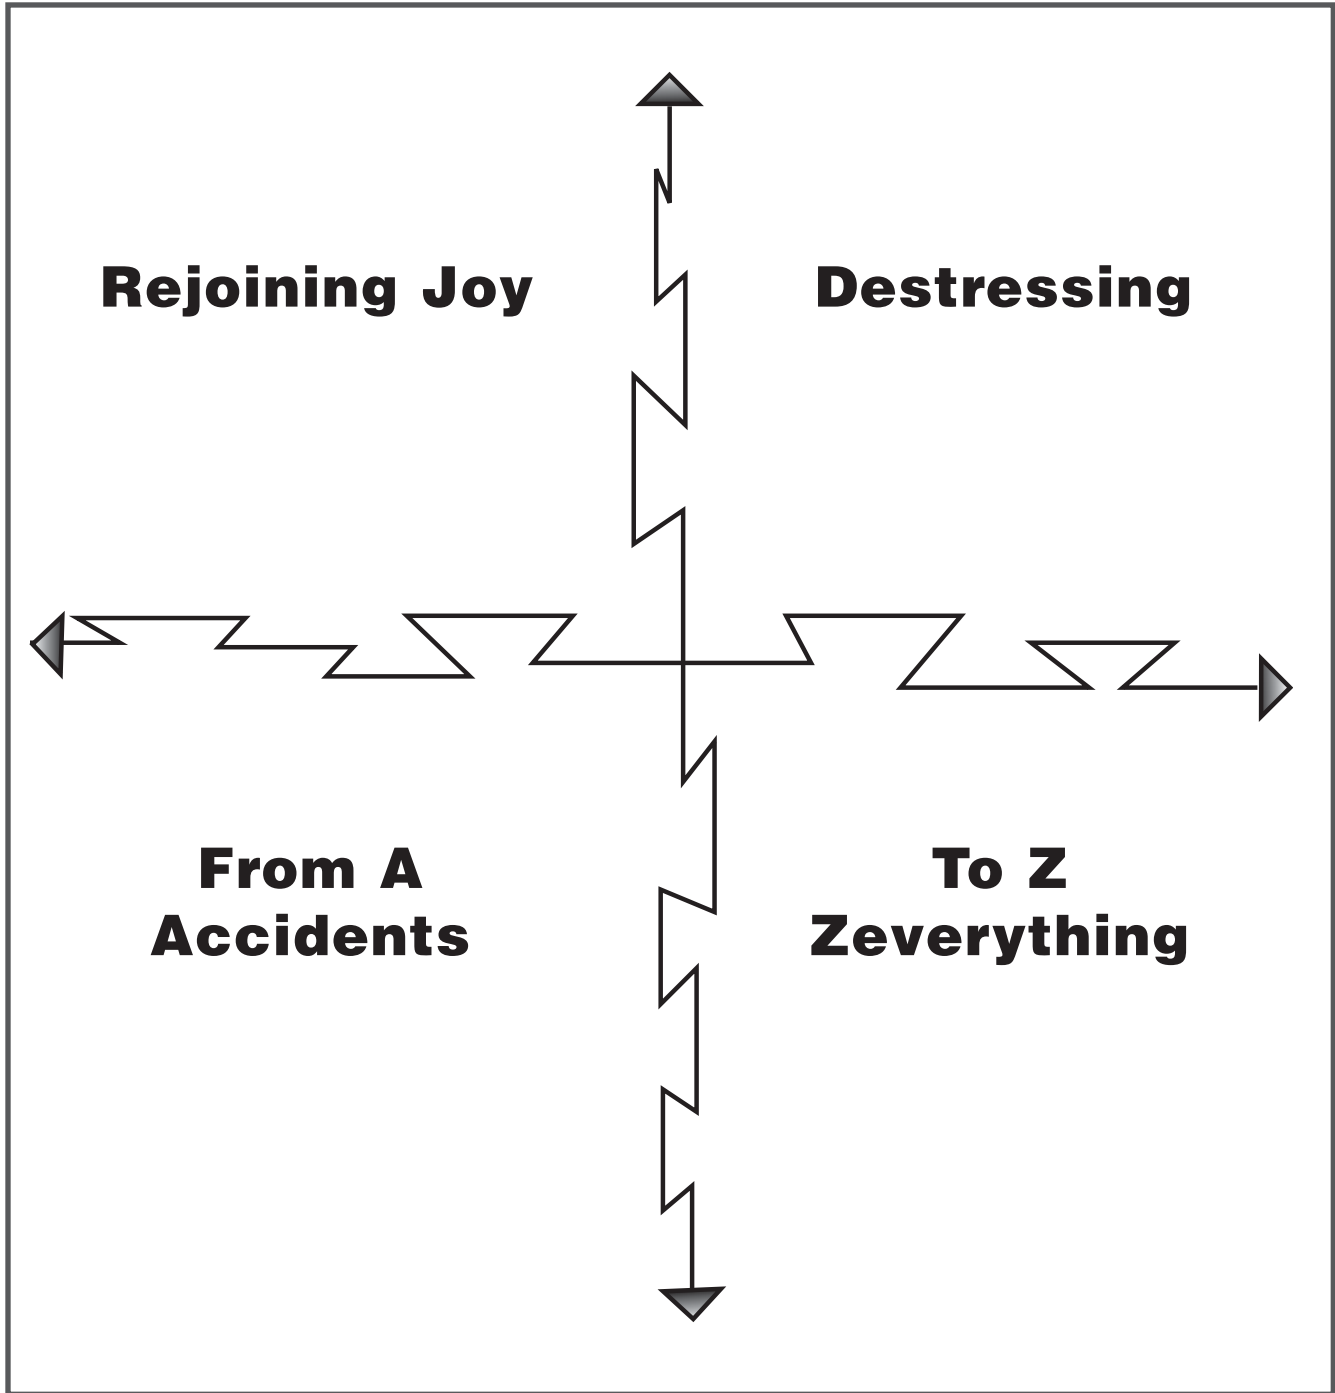 Rejoining Joy
Destressing
From A
Accidents
To Z
Zeverything